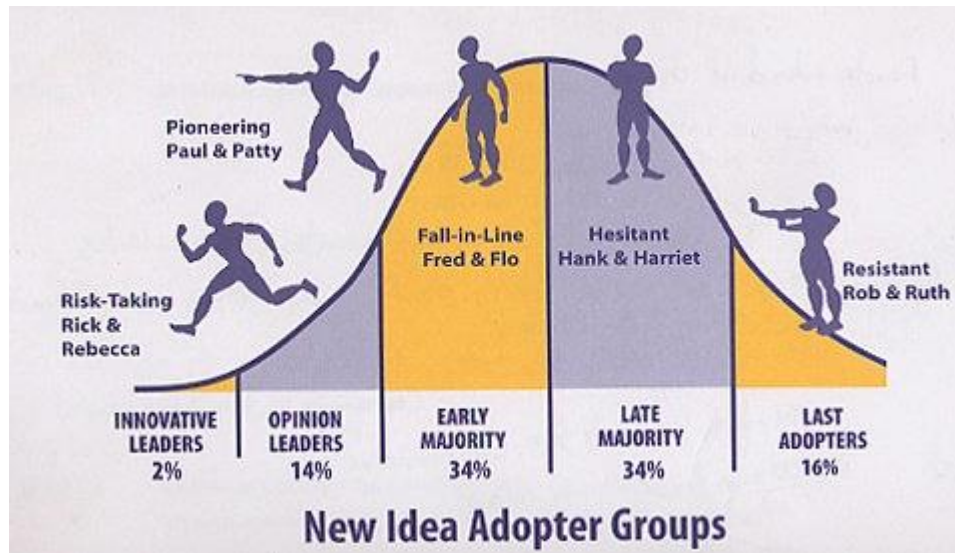 Pioneering
Paul & Patty
Risk-Taking
Rick &
Rebecca
Fall-in-Line
Fred & Flo
Hesitant
Hank & Harriet
Resistant
Rob & Ruth
INNOVATIVE
LEADERS
2%
OPINION
LEADERS
14%
EARLY
MAJORITY
34%
LATE
MAJORITY
34%
LAST
ADOPTERS
16%
New Idea Adopter Groups